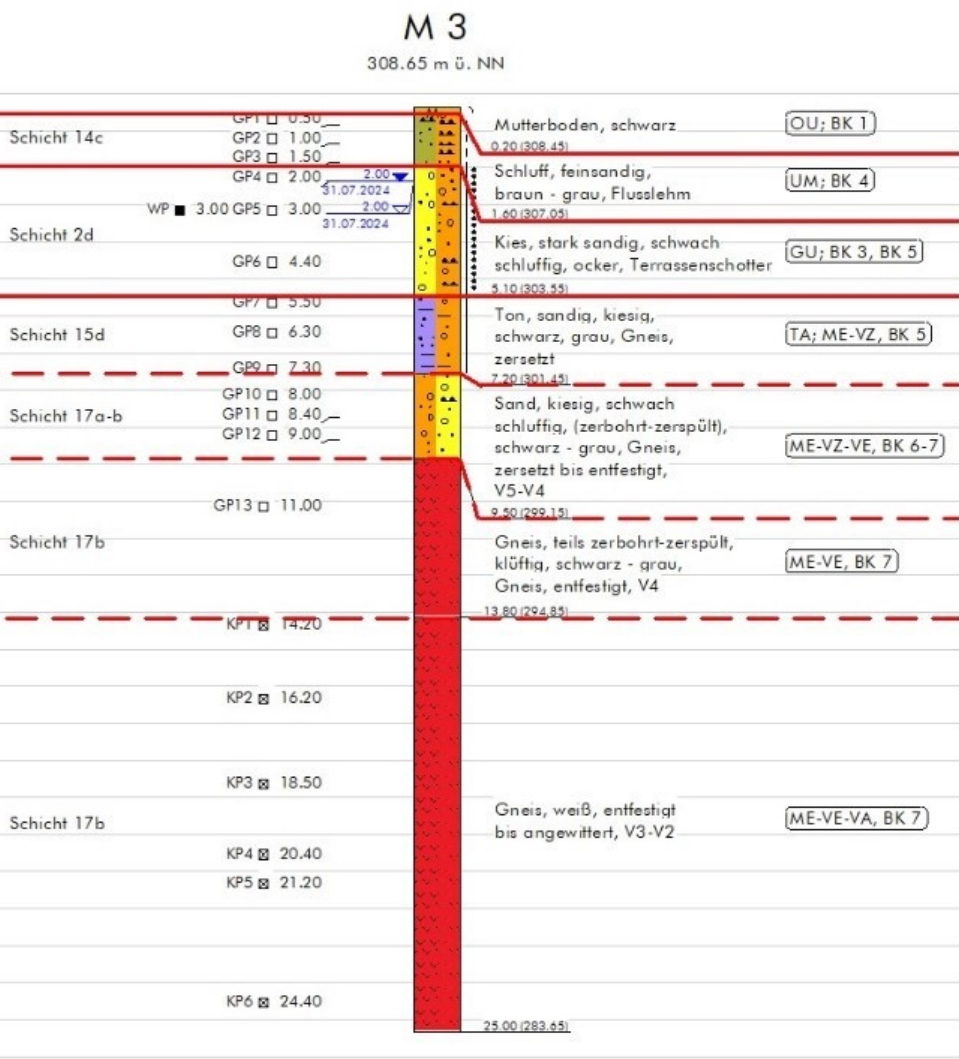 M 3
308.65 m ü. NN
GP1 0.50
Schicht 14c
GP2 1.00
GP3 1.50
GP4 2.00
2.00
31.07.2024
WP 3.00 GP5 3.00
2.00
31.07.2024
Schicht 2d
GP6 4.40
GP7 5.50
Schicht 15d
GP8 6.30
GP9 7.30
GP10 8.00
Schicht 17a-b
GP11 8.40
GP12 9.00
GP13 11.00
Schicht 17b
KP1 14.20
KP2 16.20
KP3 18.50
Schicht 17b
KP4 20.40
KP5 21.20
KP6 24.40
Mutterboden, schwarz
OU; BK 1
0.20 (308.45)
Schluff, feinsandig,
braun - grau, Flusslehm
UM; BK 4
1.60 (307.05)
Kies, stark sandig, schwach
schluffig, ocker, Terrassenschotter
GU; BK 3, BK 5
5.10 (303.55)
Ton, sandig, kiesig,
schwarz, grau, Gneis,
zersetzt
TA; ME-VZ, BK 5
7.20 (301.45)
Sand, kiesig, schwach
schluffig, (zerbohrt-zerspült),
schwarz - grau, Gneis,
zersetzt bis entfestigt,
V5-V4
ME-VZ-VE, BK 6-7
9.50 (299.15)
Gneis, teils zerbohrt-zerspült,
klüftig, schwarz - grau,
Gneis, entfestigt, V4
ME-VE, BK 7
13.80 (294.85)
Gneis, weiß, entfestigt
bis angewittert, V3-V2
ME-VE-VA, BK 7
25.00 (283.65)